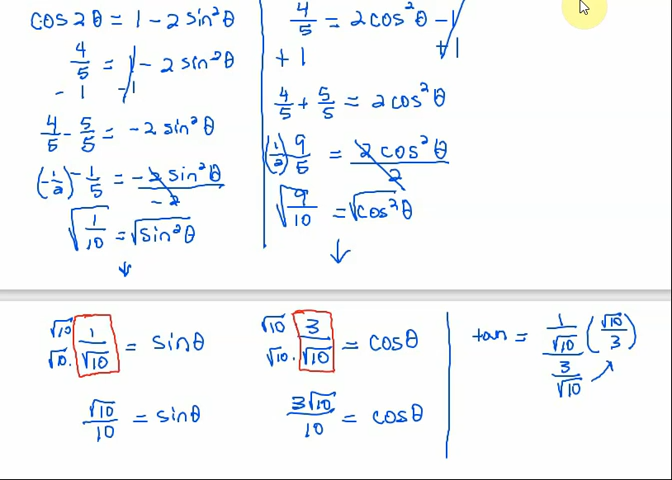 cos2θ = 1 - 2 sin²θ
4/5 = 1 - 2 sin²θ
- 1 -1
4/5 - 5/5 = -2 sin²θ
(-1/2) -1/5 = -2 sin²θ / -2
√(1/10) = √(sin²θ)
↓
4/5 = 2cos²θ - 1
+ 1 +1
4/5 + 5/5 = 2cos²θ
(1/2) 9/5 = 2 cos²θ / 2
√(9/10) = √(cos²)θ
↓
√10/√10 · 1/√10 = sinθ
√10/10 = sinθ
√10/√10 · 3/√10 = cosθ
3√10/10 = cosθ
tan = (1/√10)/(3/√10) (√10/3)